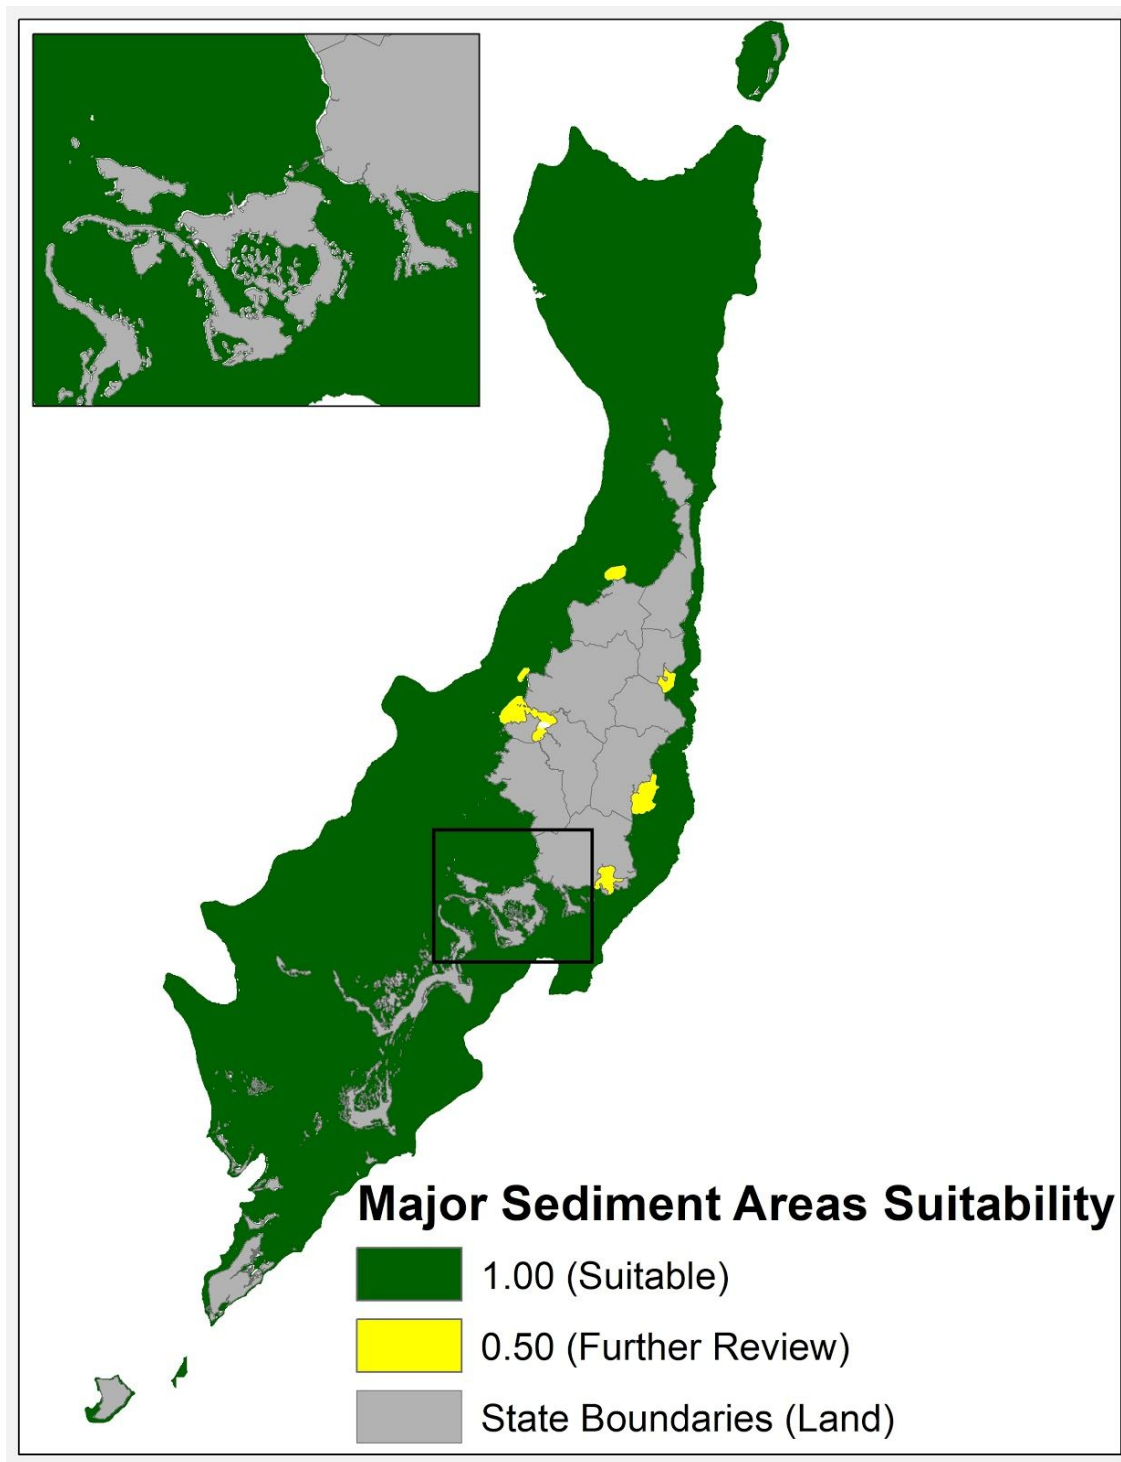 Major Sediment Areas Suitability
1.00 (Suitable)
0.50 (Further Review)
State Boundaries (Land)